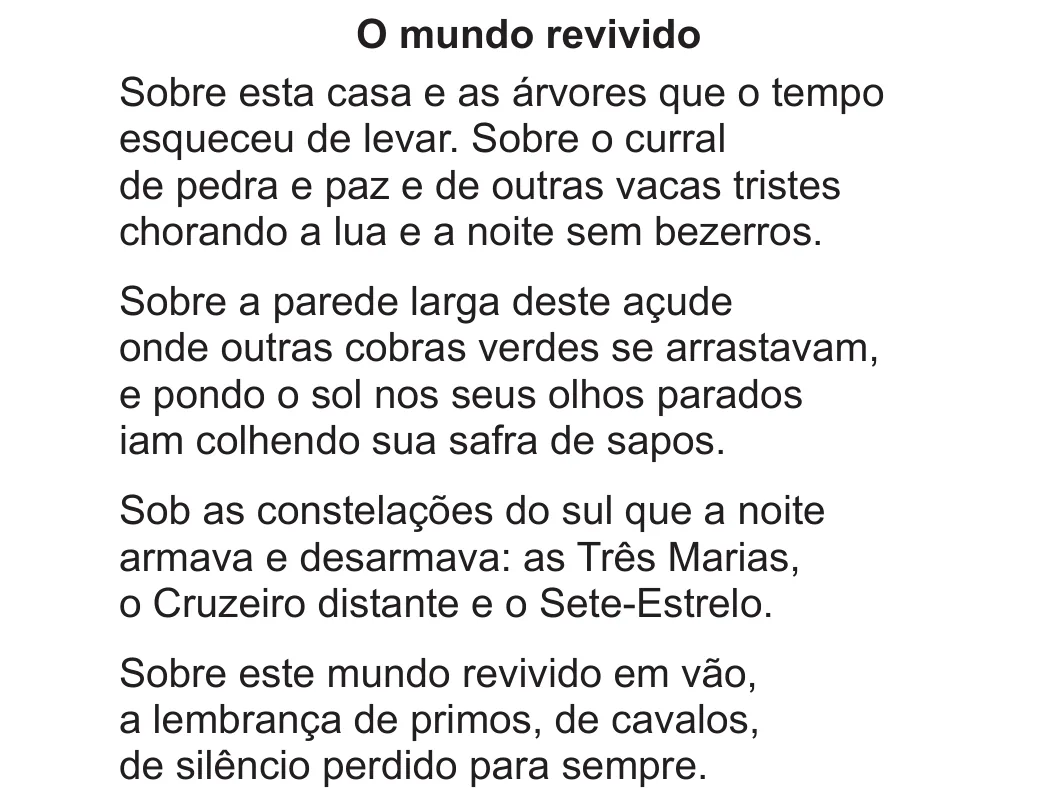 O mundo revivido
Sobre esta casa e as árvores que o tempo
esqueceu de levar. Sobre o curral
de pedra e paz e de outras vacas tristes
chorando a lua e a noite sem bezerros.
Sobre a parede larga deste açude
onde outras cobras verdes se arrastavam,
e pondo o sol nos seus olhos parados
iam colhendo sua safra de sapos.
Sob as constelações do sul que a noite
armava e desarmava: as Três Marias,
o Cruzeiro distante e o Sete-Estrelo.
Sobre este mundo revivido em vão,
a lembrança de primos, de cavalos,
de silêncio perdido para sempre.